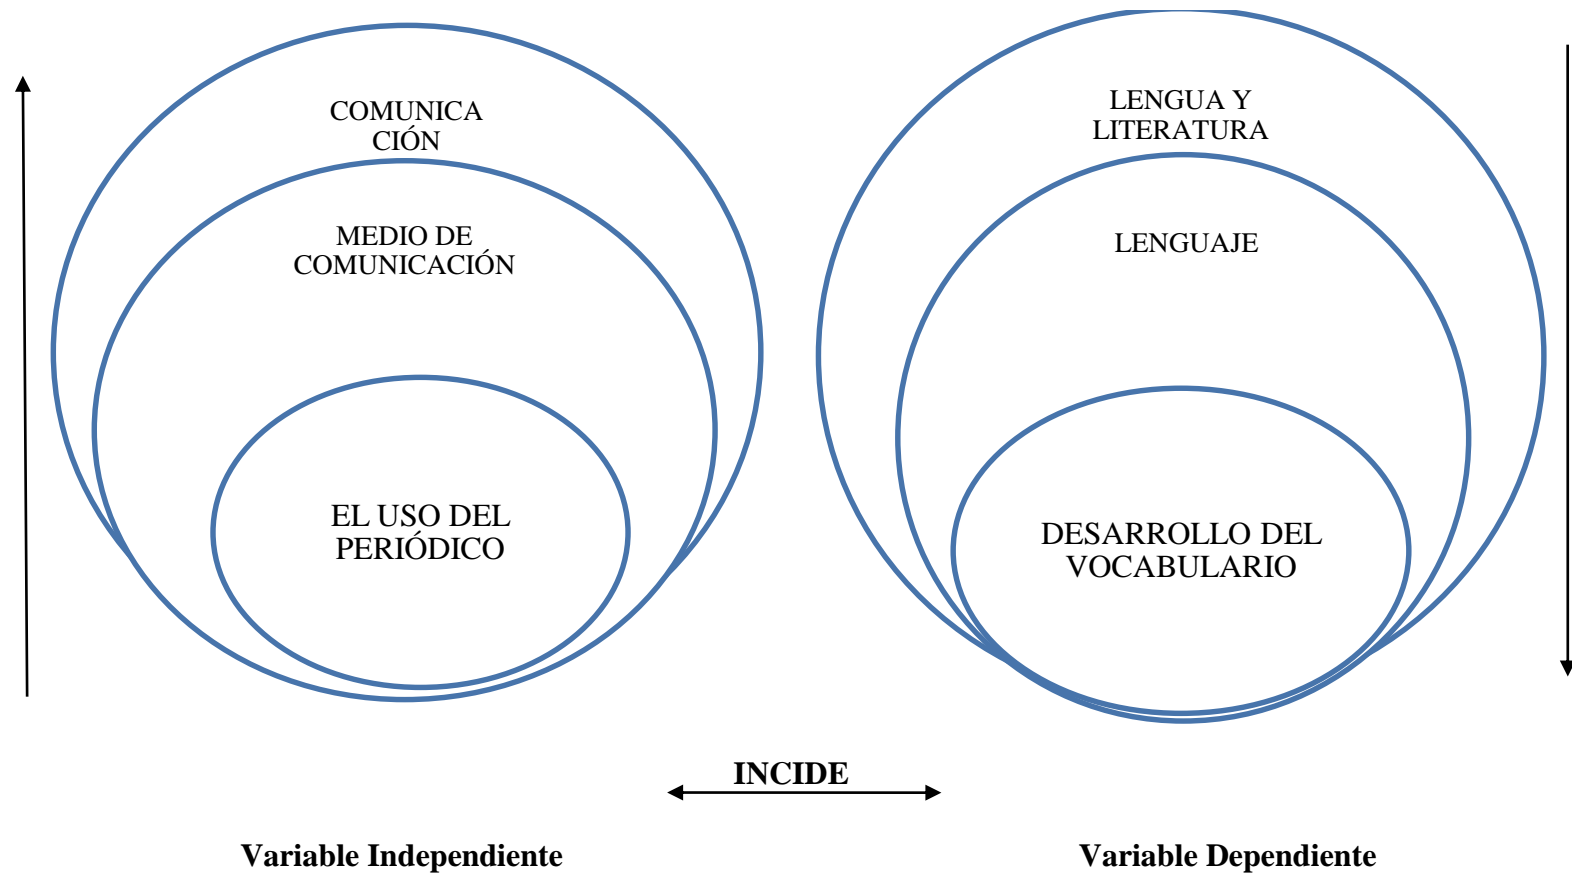 COMUNICA
CIÓN
MEDIO DE
COMUNICACIÓN
EL USO DEL
PERIÓDICO
LENGUA Y
LITERATURA
LENGUAJE
DESARROLLO DEL
VOCABULARIO
INCIDE
Variable Independiente
Variable Dependiente